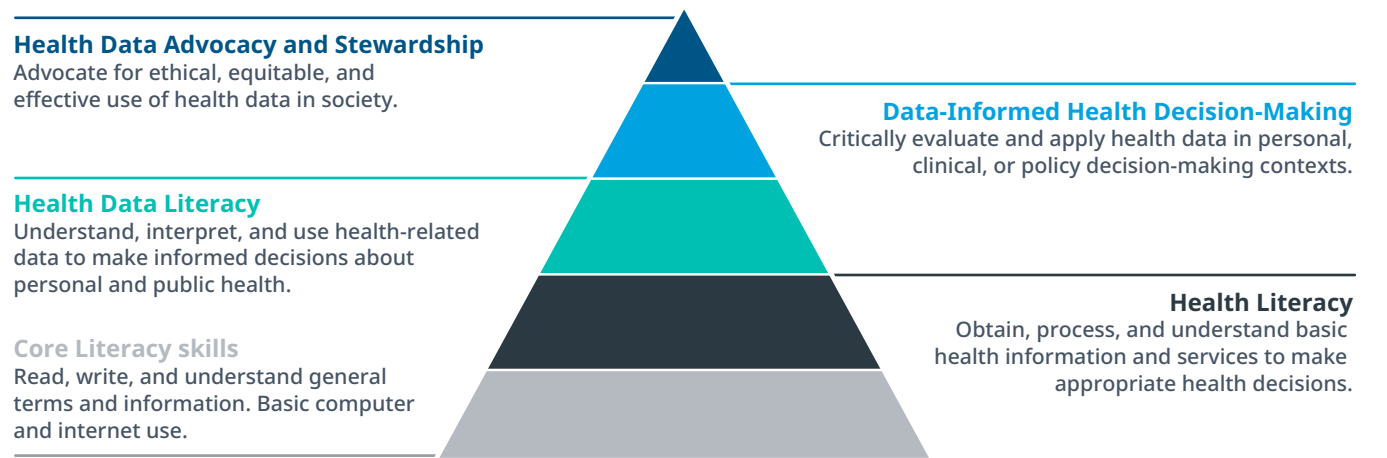 Health Data Advocacy and Stewardship
Advocate for ethical, equitable, and
effective use of health data in society.
Data-Informed Health Decision-Making
Critically evaluate and apply health data in personal,
clinical, or policy decision-making contexts.
Health Data Literacy
Understand, interpret, and use health-related
data to make informed decisions about
personal and public health.
Health Literacy
Obtain, process, and understand basic
health information and services to make
appropriate health decisions.
Core Literacy skills
Read, write, and understand general
terms and information. Basic computer
and internet use.